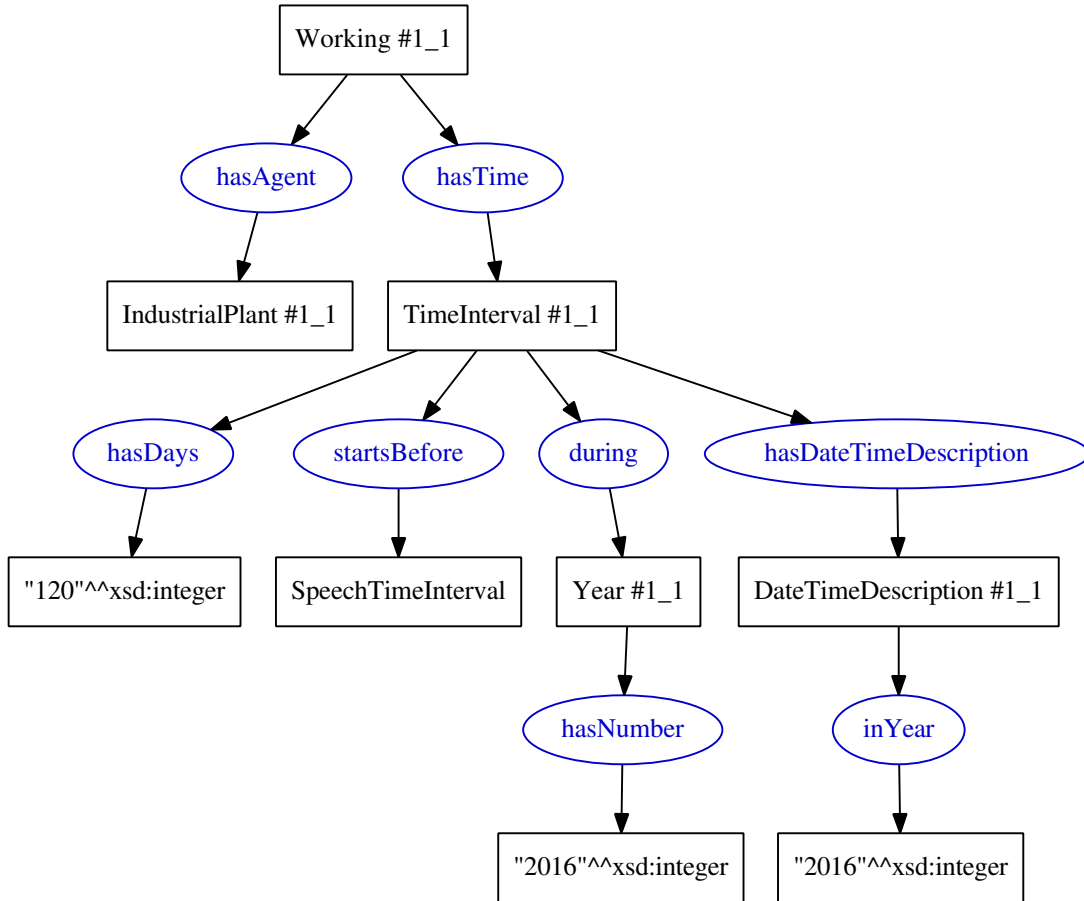 Working #1_1
hasAgent
hasTime
IndustrialPlant #1_1
TimeInterval #1_1
hasDays
startsBefore
during
hasDateTimeDescription
"120"^^xsd:integer
SpeechTimeInterval
Year #1_1
DateTimeDescription #1_1
hasNumber
inYear
"2016"^^xsd:integer
"2016"^^xsd:integer